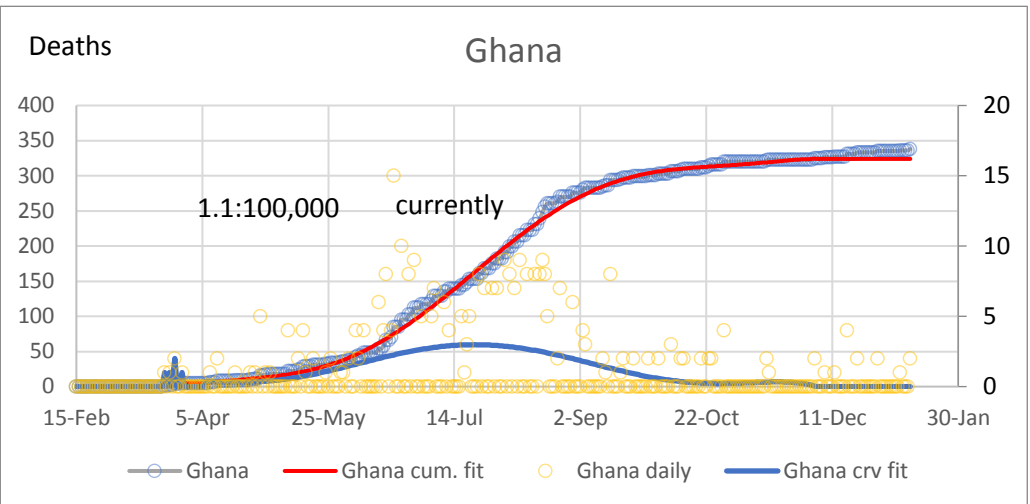 Deaths
Ghana
400 20
350
300 15
1.1:100,000 currently
250
200 10
150
100 5
50
0 0
15-Feb 5-Apr 25-May 14-Jul 2-Sep 22-Oct 11-Dec 30-Jan
Ghana Ghana cum. fit Ghana daily Ghana crv fit